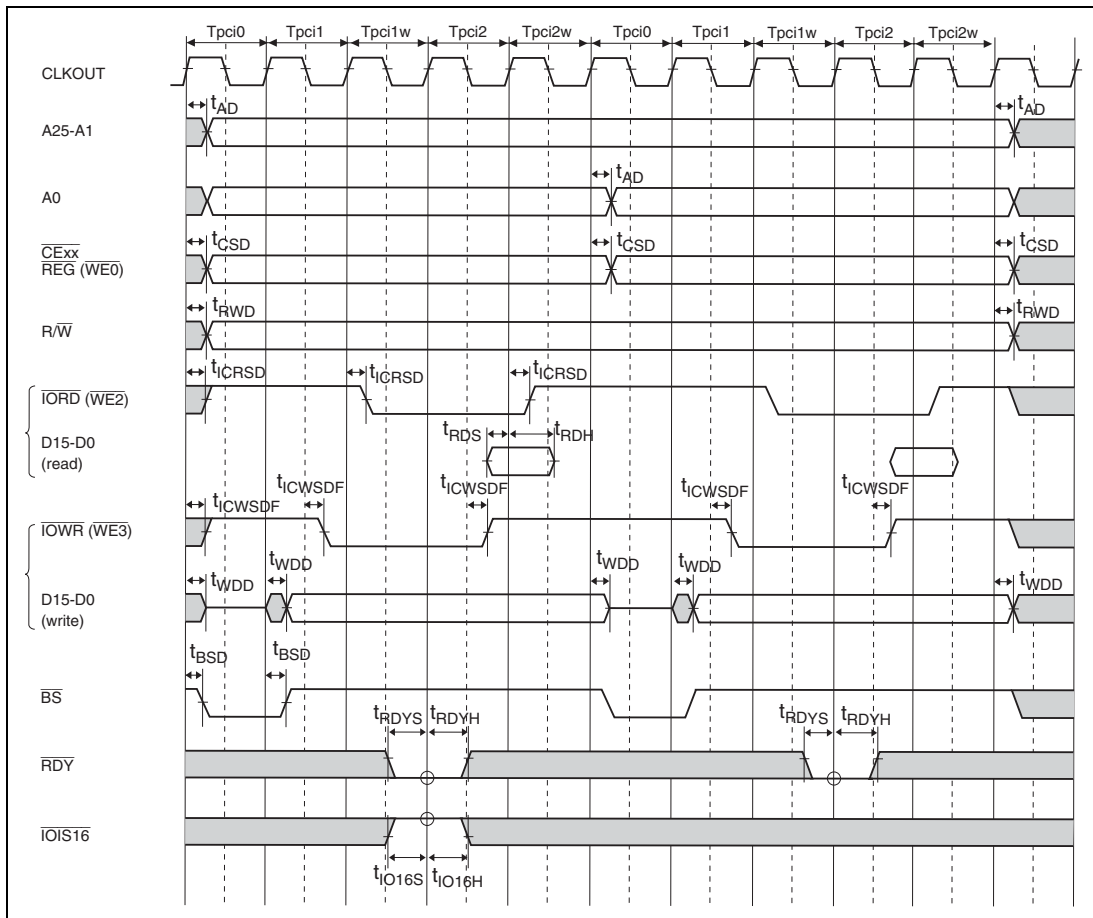 Tpci0 Tpci1 Tpci1w Tpci2 Tpci2w Tpci0 Tpci1 Tpci1w Tpci2 Tpci2w
CLKOUT
tAD tAD
A25-A1
tAD
A0
tCSD tCSD tCSD
CExx
REG (WE0)
tRWD tRWD
R/W
tICRSD tICRSD tICRSD
IORD (WE2)
tRDS tRDH
D15-D0
(read)
tICWSDF tICWSDF tICWSDF tICWSDF
IOWR (WE3)
tWDD tWDD tWDD tWDD tWDD
D15-D0
(write)
tBSD tBSD
BS
tRDYS tRDYH tRDYS tRDYH
RDY
IOIS16
tIO16S tIO16H